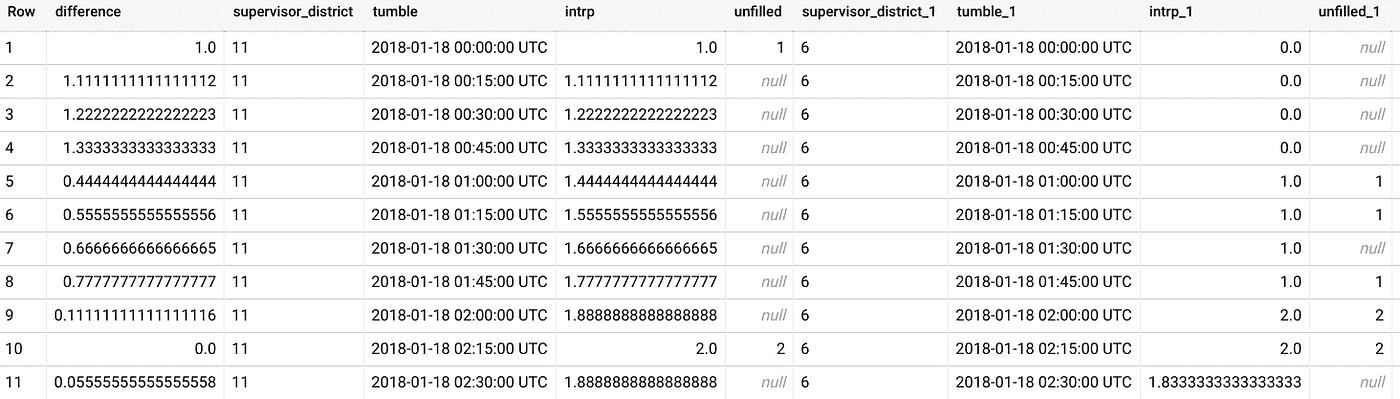 Row difference supervisor_district tumble intrp unfilled supervisor_district_1 tumble_1 intrp_1 unfilled_1
1 1.0 11 2018-01-18 00:00:00 UTC 1.0 1 6 2018-01-18 00:00:00 UTC 0.0 null
2 1.1111111111111112 11 2018-01-18 00:15:00 UTC 1.1111111111111112 null 6 2018-01-18 00:15:00 UTC 0.0 null
3 1.2222222222222223 11 2018-01-18 00:30:00 UTC 1.2222222222222223 null 6 2018-01-18 00:30:00 UTC 0.0 null
4 1.3333333333333333 11 2018-01-18 00:45:00 UTC 1.3333333333333333 null 6 2018-01-18 00:45:00 UTC 0.0 null
5 0.4444444444444444 11 2018-01-18 01:00:00 UTC 1.4444444444444444 null 6 2018-01-18 01:00:00 UTC 1.0 1
6 0.5555555555555556 11 2018-01-18 01:15:00 UTC 1.5555555555555556 null 6 2018-01-18 01:15:00 UTC 1.0 1
7 0.6666666666666665 11 2018-01-18 01:30:00 UTC 1.6666666666666665 null 6 2018-01-18 01:30:00 UTC 1.0 null
8 0.7777777777777777 11 2018-01-18 01:45:00 UTC 1.7777777777777777 null 6 2018-01-18 01:45:00 UTC 1.0 1
9 0.11111111111111116 11 2018-01-18 02:00:00 UTC 1.8888888888888888 null 6 2018-01-18 02:00:00 UTC 2.0 2
10 0.0 11 2018-01-18 02:15:00 UTC 2.0 2 6 2018-01-18 02:15:00 UTC 2.0 2
11 0.05555555555555558 11 2018-01-18 02:30:00 UTC 1.8888888888888888 null 6 2018-01-18 02:30:00 UTC 1.8333333333333333 null